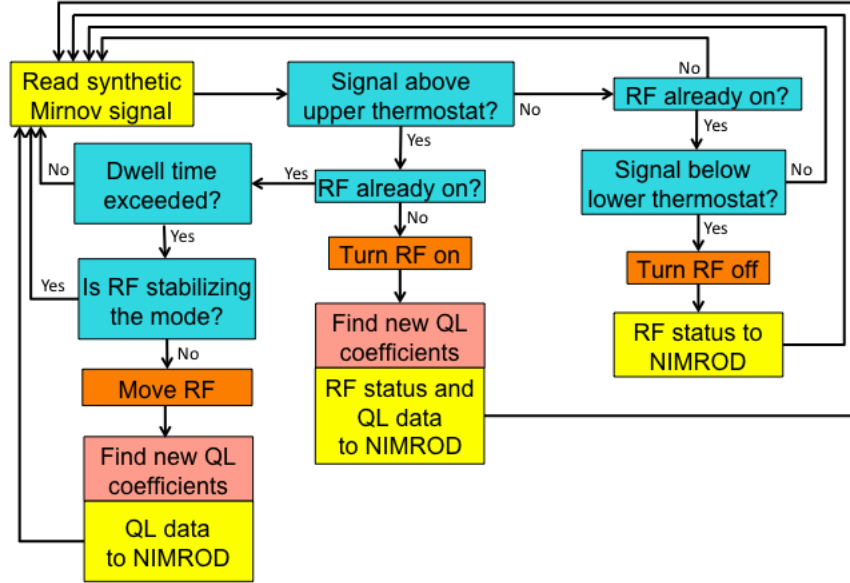 Read synthetic
Mirnov signal
Signal above
upper thermostat?
No
No
RF already on?
Yes
Yes
Signal below
lower thermostat?
No
Yes
Turn RF off
RF status to
NIMROD
RF already on?
Yes
No
Turn RF on
Find new QL
coefficients
RF status and
QL data
to NIMROD
Dwell time
exceeded?
No
Yes
Is RF stabilizing
the mode?
Yes
No
Move RF
Find new QL
coefficients
QL data
to NIMROD